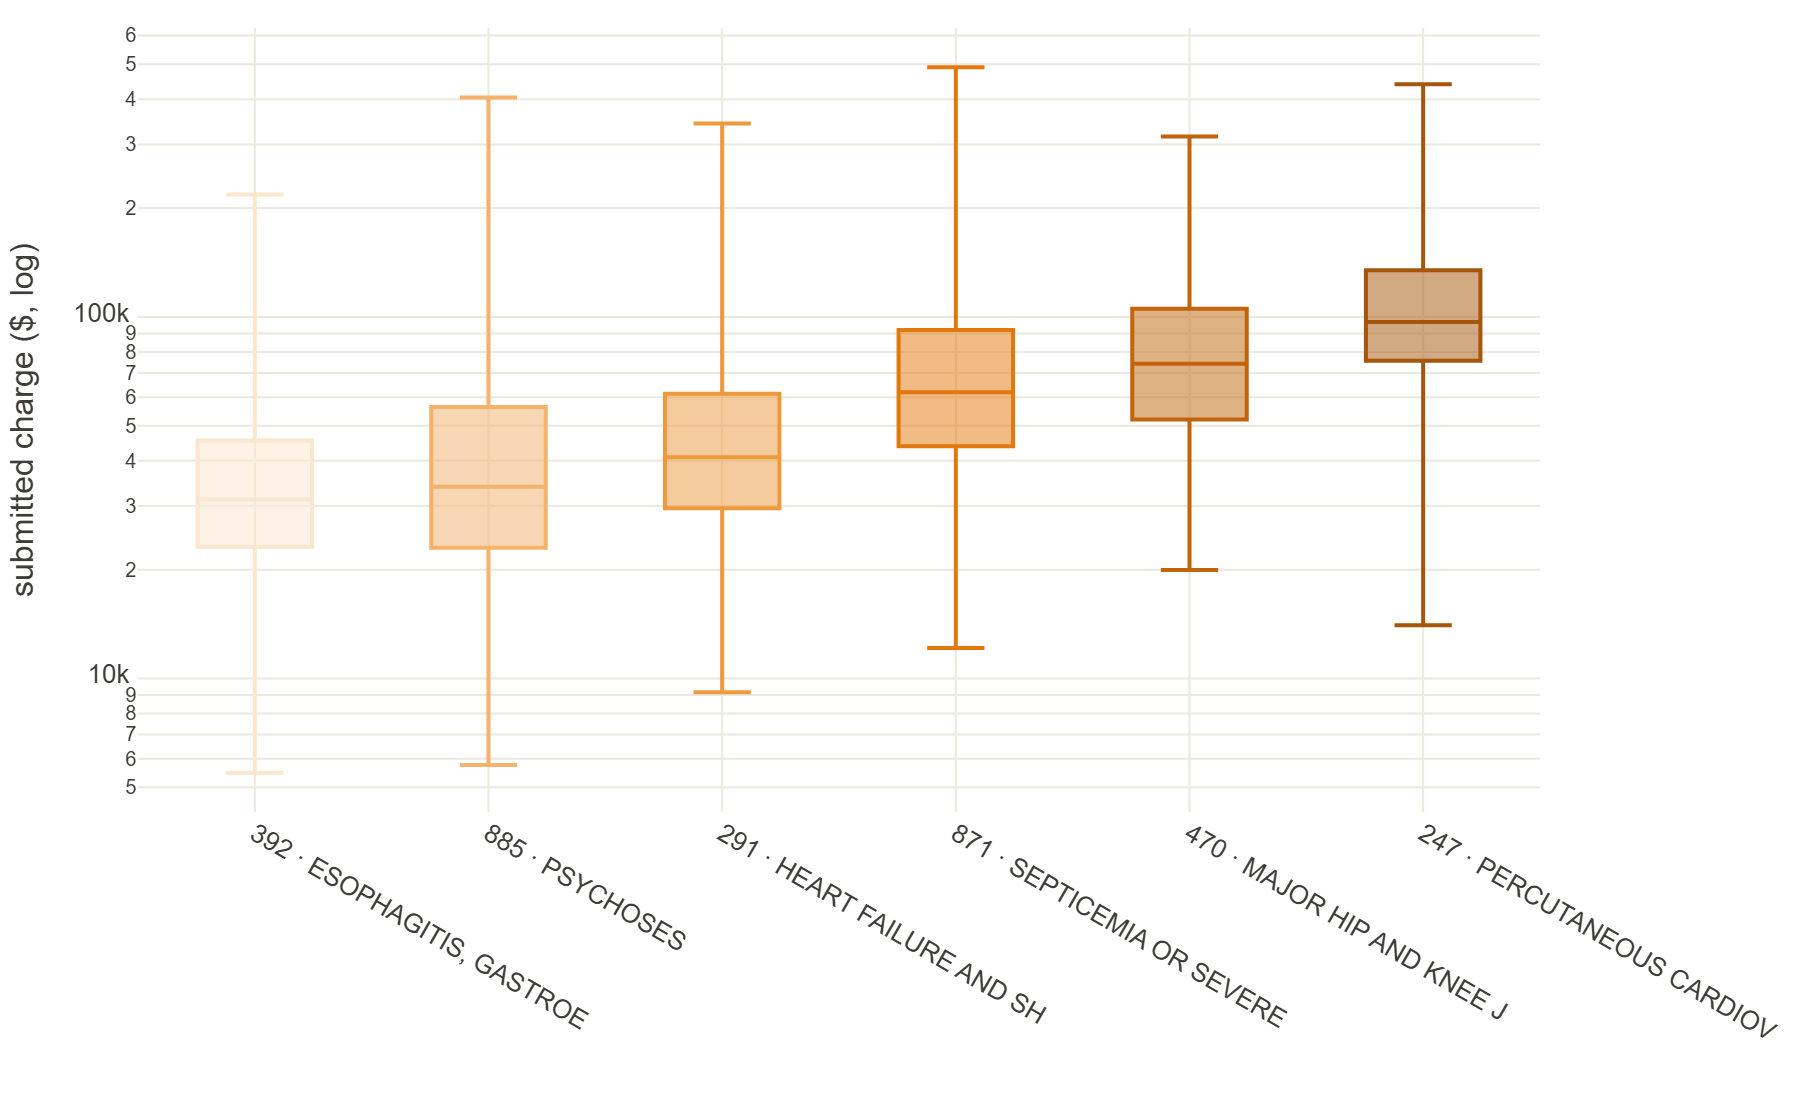 submitted charge ($, log)
6
5
4
3
2
100k
9
8
7
6
5
4
3
2
10k
9
8
7
6
5
392 · ESOPHAGITIS, GASTROE
885 · PSYCHOSES
291 · HEART FAILURE AND SH
871 · SEPTICEMIA OR SEVERE
470 · MAJOR HIP AND KNEE J
247 · PERCUTANEOUS CARDIOV